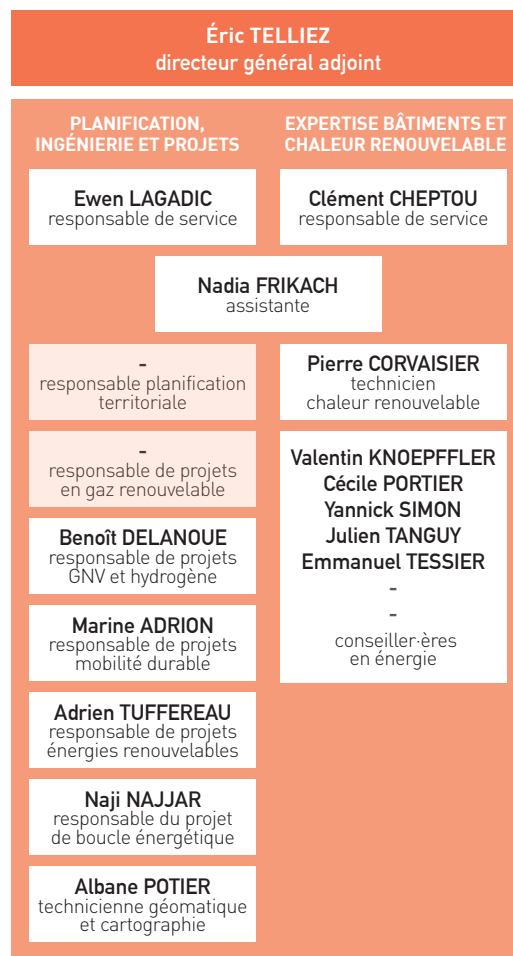 Éric TELLIEZ
directeur général adjoint
PLANIFICATION,
INGÉNIERIE ET PROJETS
Ewen LAGADIC
responsable de service
EXPERTISE BÂTIMENTS ET
CHALEUR RENOUVELABLE
Clément CHEPTOU
responsable de service
Nadia FRIKACH
assistante
-
responsable planification
territoriale
-
responsable de projets
en gaz renouvelable
Benoît DELANOUE
responsable de projets
GNV et hydrogène
Marine ADRION
responsable de projets
mobilité durable
Adrien TUFFEREAU
responsable de projets
énergies renouvelables
Naji NAJJAR
responsable du projet
de boucle énergétique
Albane POTIER
technicienne géomatique
et cartographie
Pierre CORVAISIER
technicien
chaleur renouvelable
Valentin KNOEPFFLER
Cécile PORTIER
Yannick SIMON
Julien TANGUY
Emmanuel TESSIER
-
-
conseiller·ères
en énergie